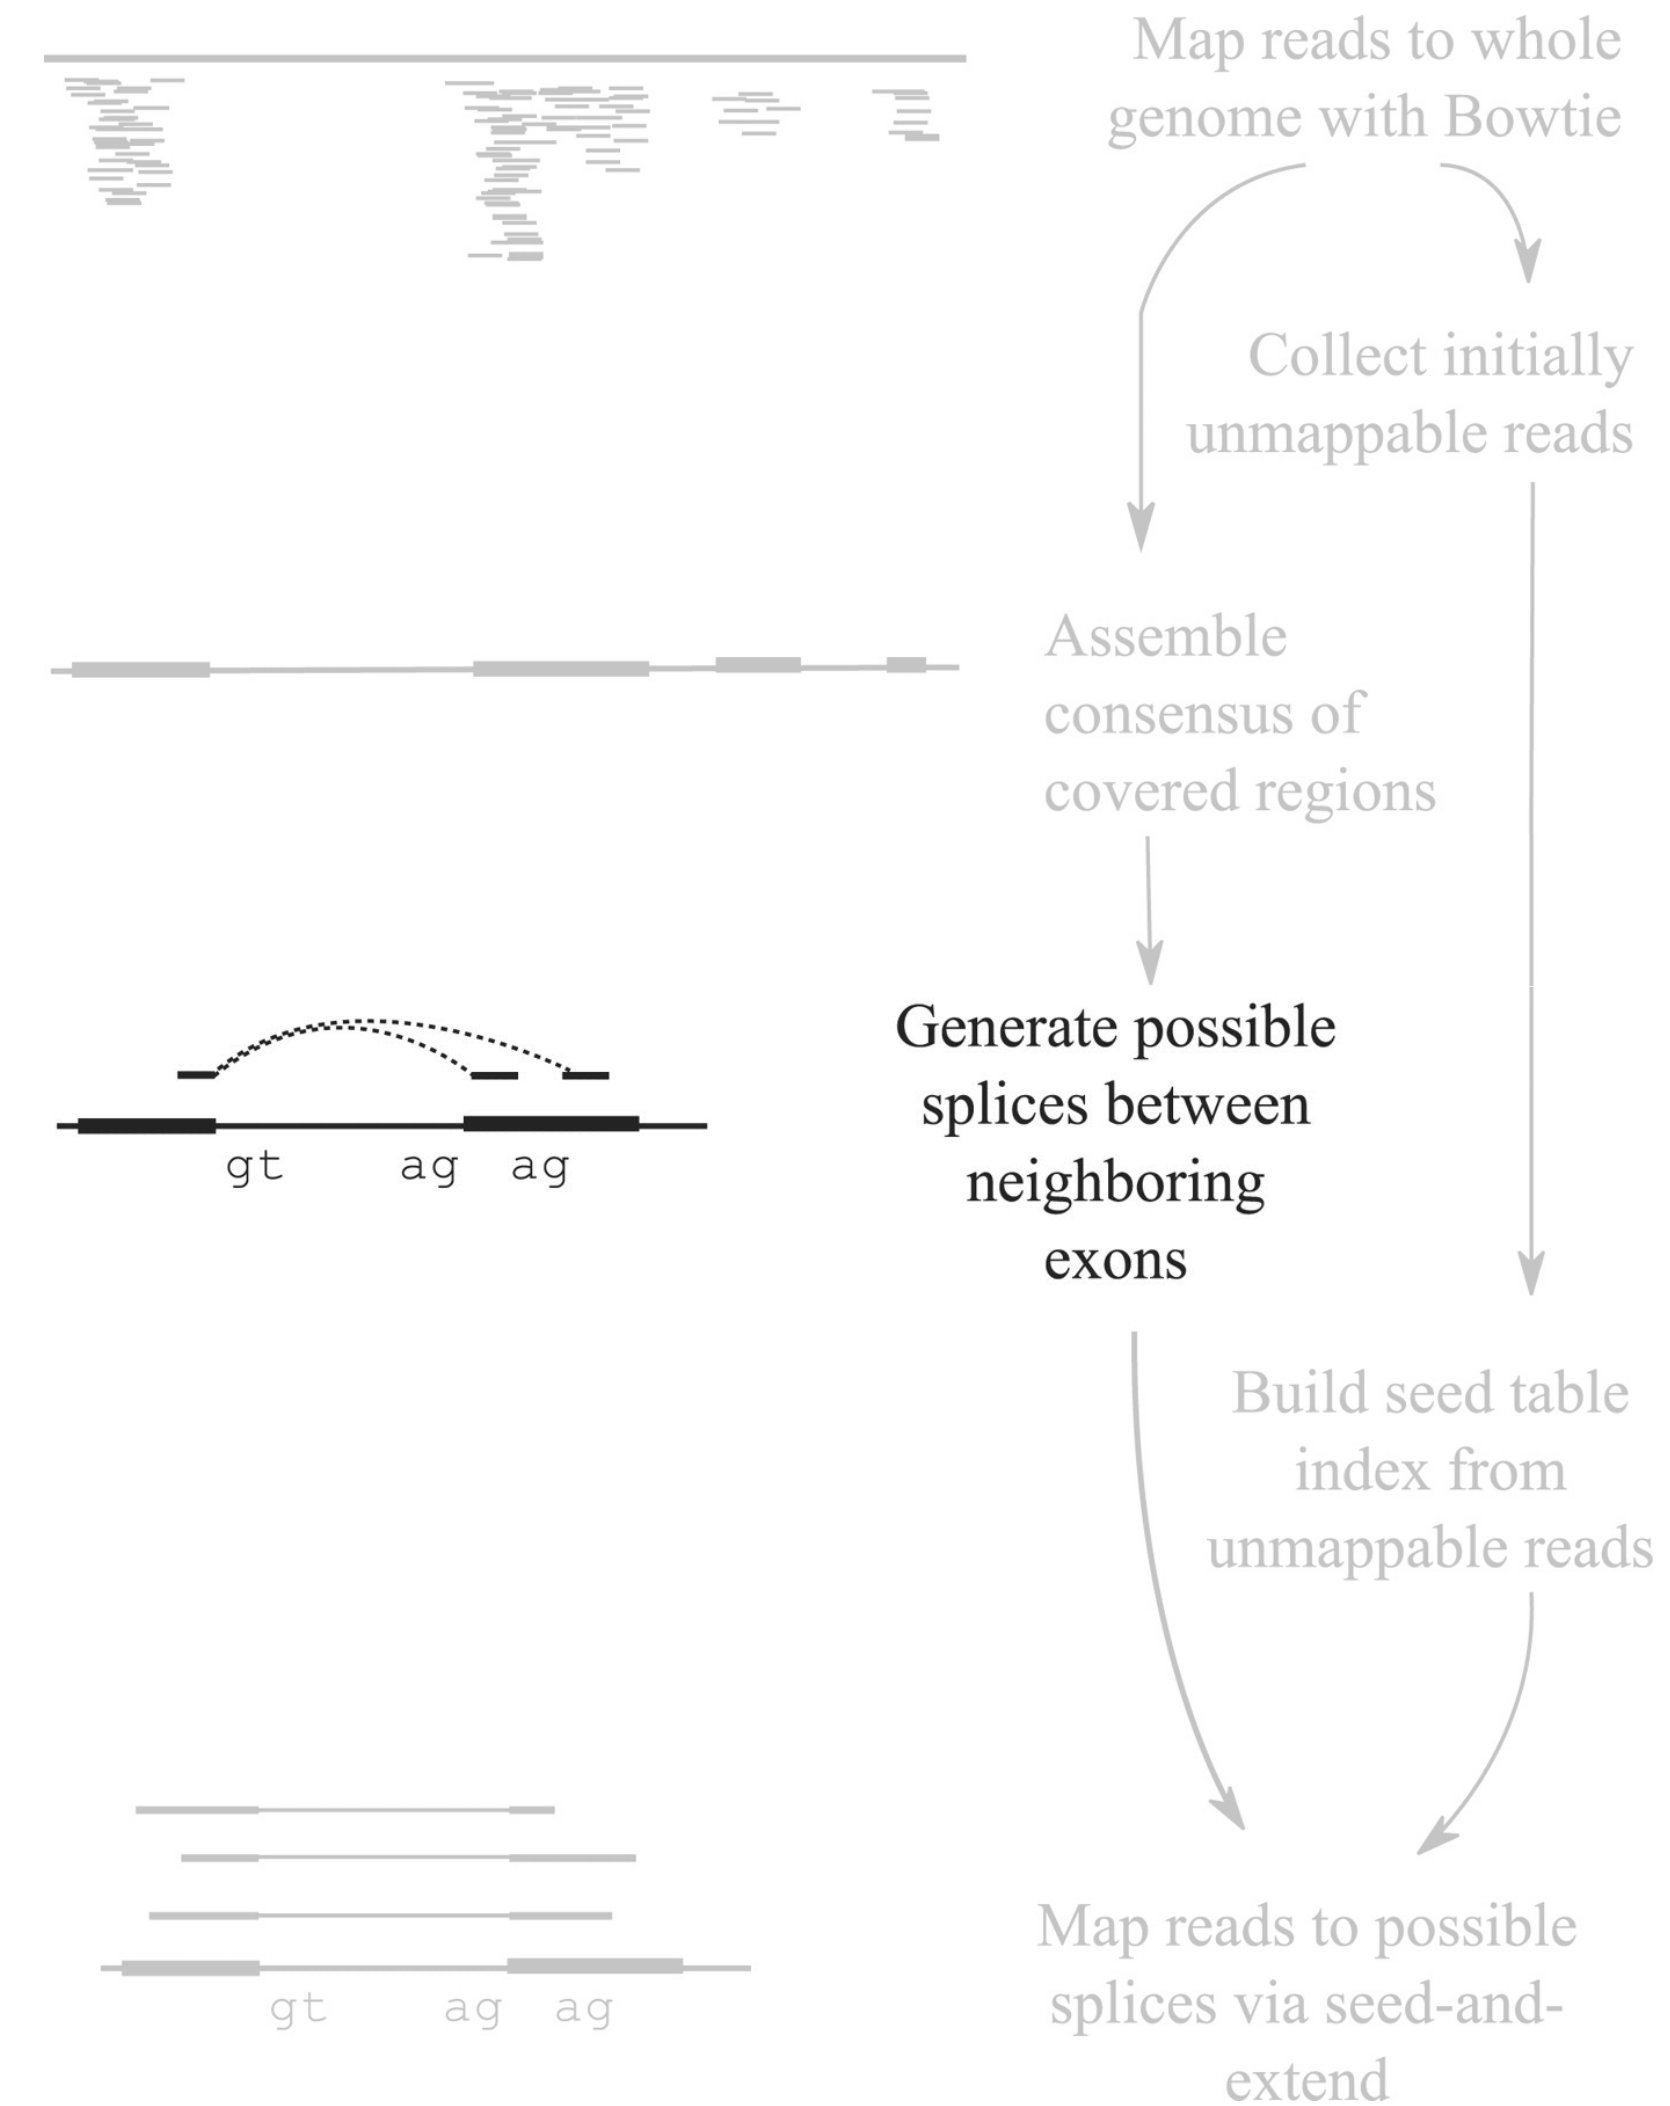 Map reads to whole
genome with Bowtie
Collect initially
unmappable reads
Assemble
consensus of
covered regions
Generate possible
splices between
neighboring
exons
gt ag ag
Build seed table
index from
unmappable reads
Map reads to possible
splices via seed-and-
extend
gt ag ag